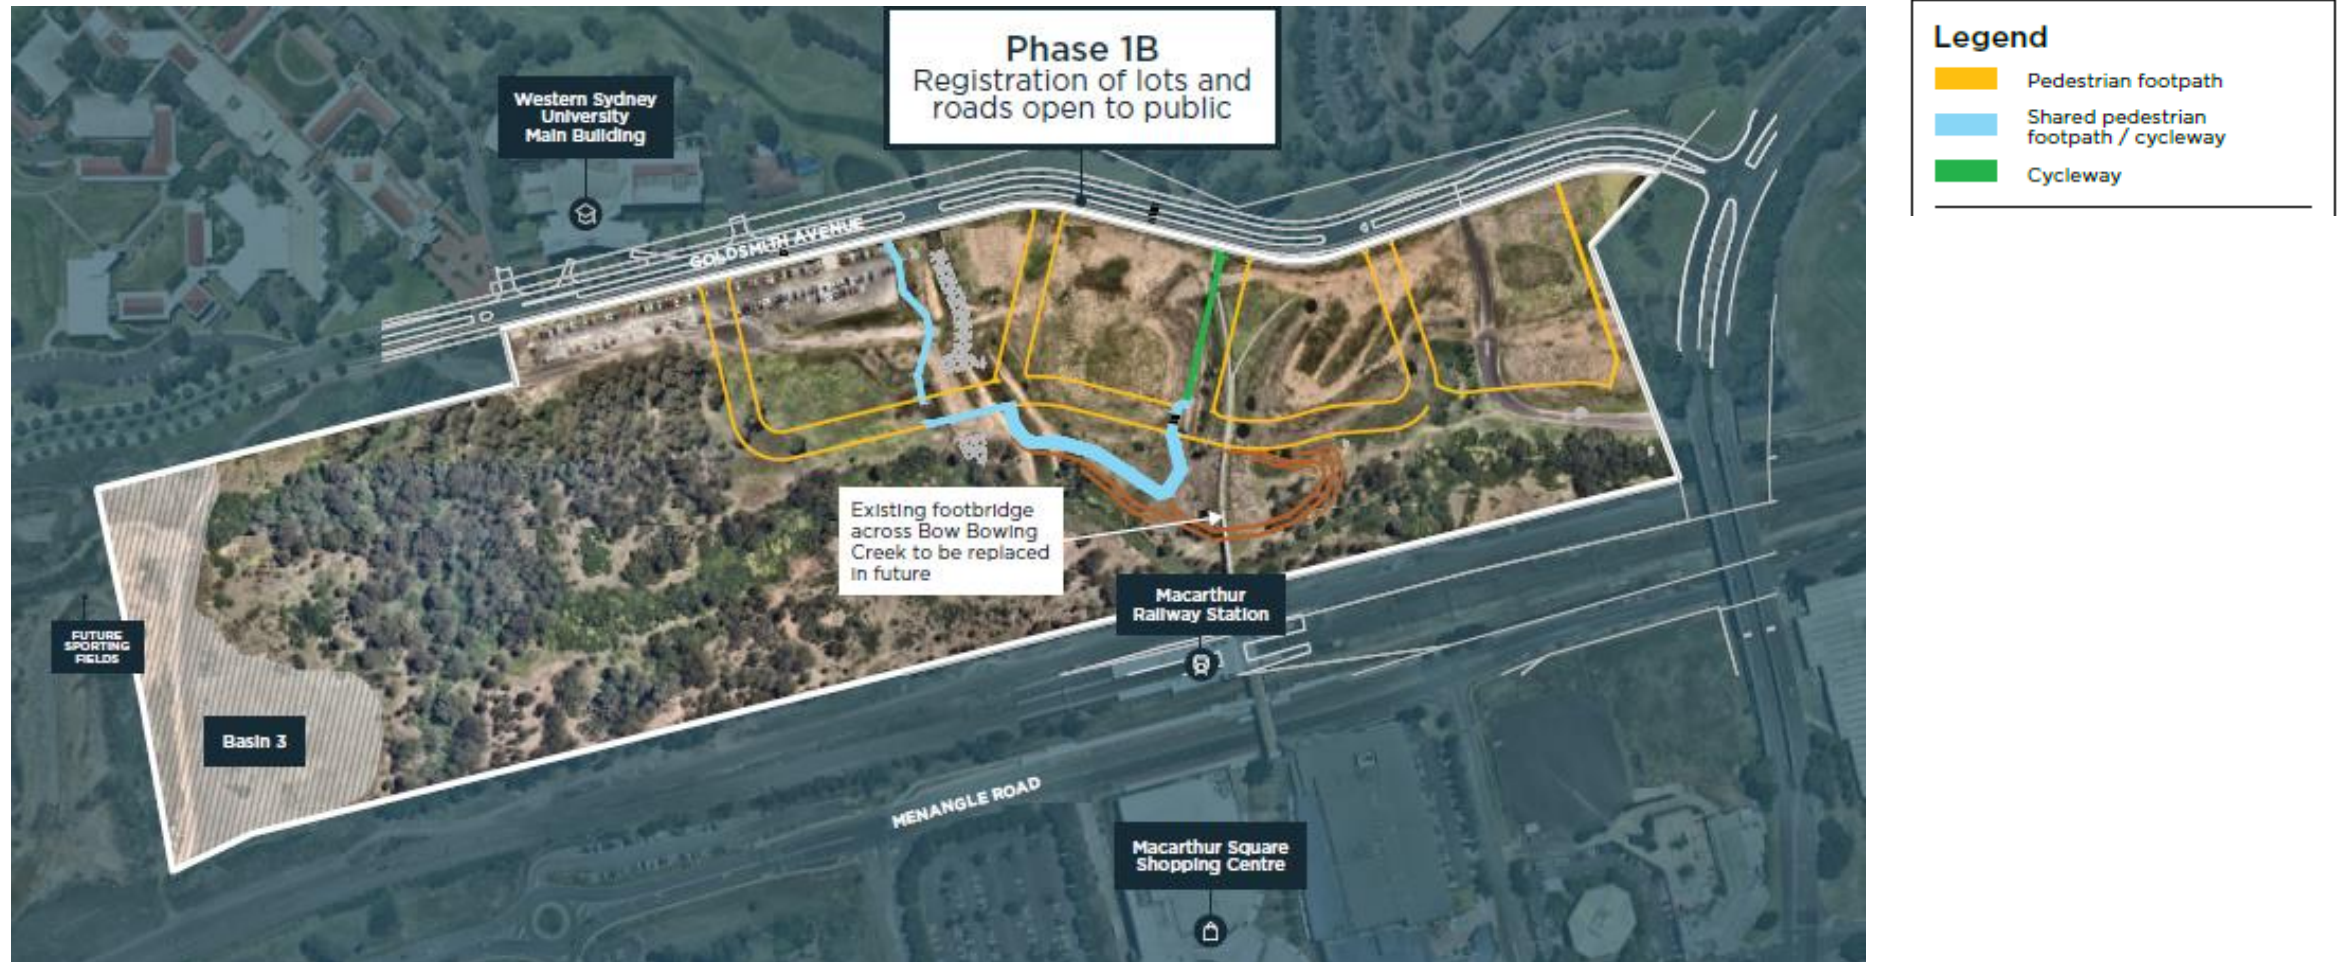 Phase 1B
Registration of lots and
roads open to public
Western Sydney
University
Main Building
GOLDSMITH AVENUE
Existing footbridge
across Bow Bowing
Creek to be replaced
in future
Macarthur
Railway Station
FUTURE
SPORTING
FIELDS
Basin 3
MENANGLE ROAD
Macarthur Square
Shopping Centre
Legend
Pedestrian footpath
Shared pedestrian
footpath / cycleway
Cycleway